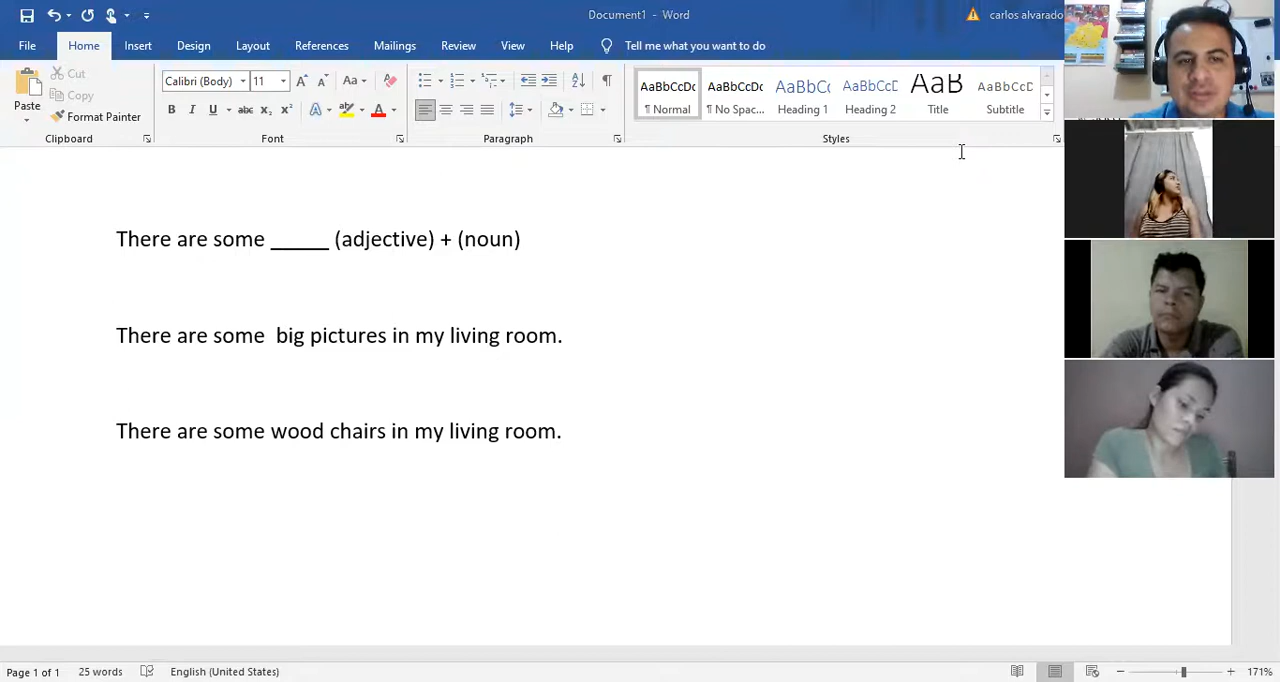 Document1 - Word
carlos alvarado
File Home Insert Design Layout References Mailings Review View Help Tell me what you want to do
Paste
Cut
Copy
Format Painter
Clipboard
Calibri (Body) 11
Font
Paragraph
AaBbCcDc AaBbCcDc AaBbCc AaBbCcD AaB AaBbCcD
¶ Normal ¶ No Spac... Heading 1 Heading 2 Title Subtitle
Styles
There are some _____ (adjective) + (noun)
There are some big pictures in my living room.
There are some wood chairs in my living room.
Page 1 of 1 25 words English (United States) 171%